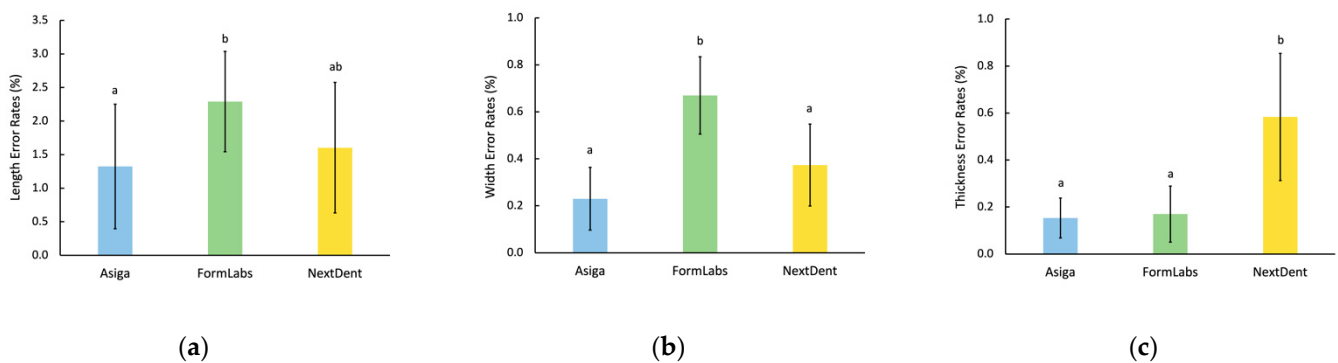 Length Error Rates (%)
3.5
3.0
2.5
2.0
1.5
1.0
0.5
0.0
a
b
ab
Asiga FormLabs NextDent
(a)
Width Error Rates (%)
1.0
0.8
0.6
0.4
0.2
0.0
a
b
a
Asiga FormLabs NextDent
(b)
Thickness Error Rates (%)
1.0
0.8
0.6
0.4
0.2
0.0
a
a
b
Asiga FormLabs NextDent
(c)